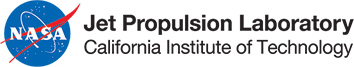 NASA
Jet Propulsion Laboratory
California Institute of Technology